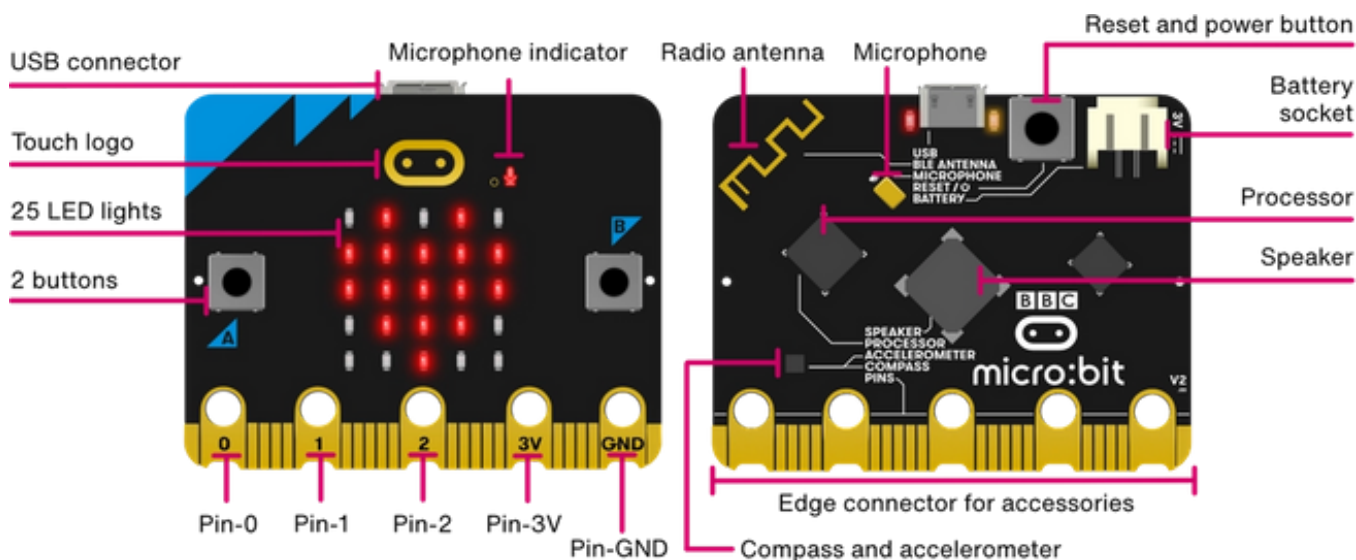 USB connector
Microphone indicator
Touch logo
25 LED lights
2 buttons
A
B
0
1
2
3V
GND
Pin-0
Pin-1
Pin-2
Pin-3V
Pin-GND
Radio antenna
Microphone
Reset and power button
Battery
socket
3V
USB
BLE ANTENNA
MICROPHONE
RESET /
BATTERY
Processor
Speaker
BBC
micro:bit
SPEAKER
PROCESSOR
ACCELEROMETER
COMPASS
PINS
V2
Edge connector for accessories
Compass and accelerometer